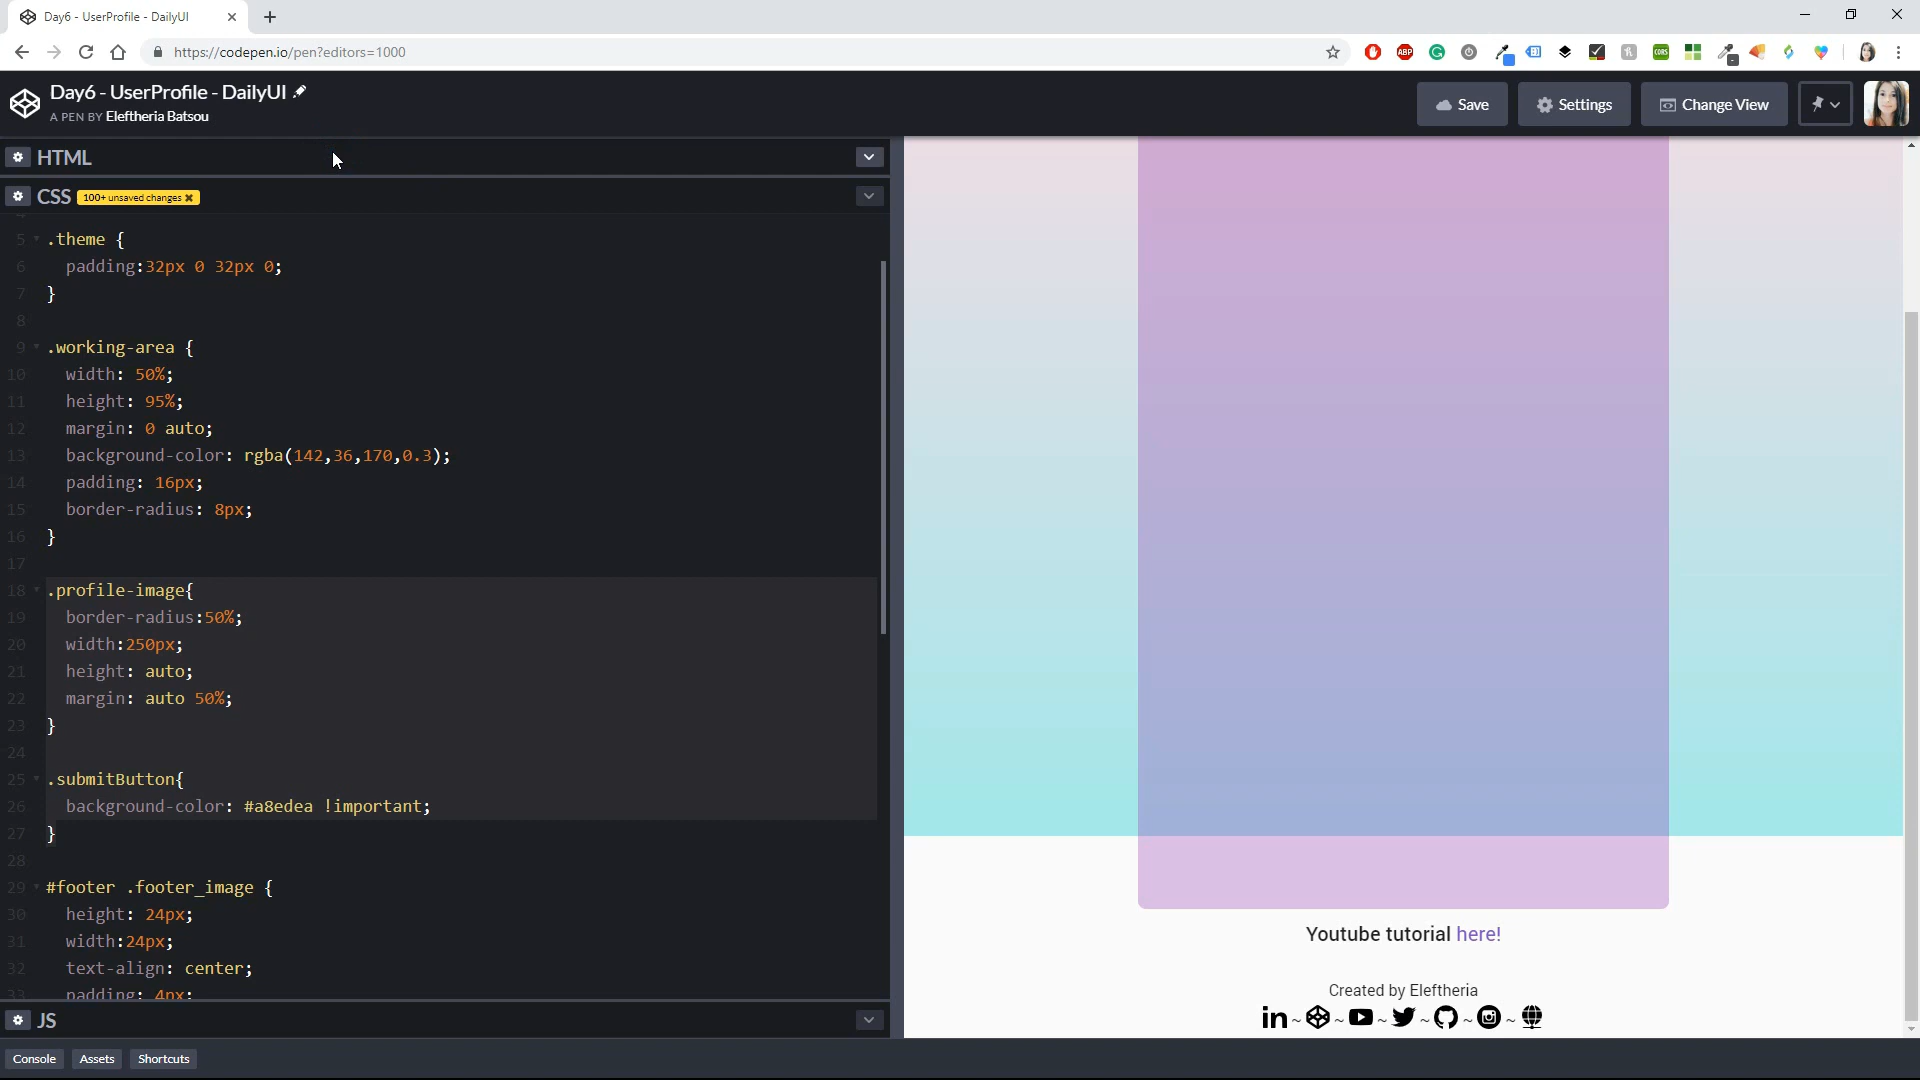 Day6 - UserProfile - DailyUI
https://codepen.io/pen?editors=1000
Day6 - UserProfile - DailyUI
A PEN BY Eleftheria Batsou
Save
Settings
Change View
HTML
CSS 100+ unsaved changes ×
5 .theme {
6 padding:32px 0 32px 0;
7 }
8
9 .working-area {
10 width: 50%;
11 height: 95%;
12 margin: 0 auto;
13 background-color: rgba(142,36,170,0.3);
14 padding: 16px;
15 border-radius: 8px;
16 }
17
18 .profile-image{
19 border-radius:50%;
20 width:250px;
21 height: auto;
22 margin: auto 50%;
23 }
24
25 .submitButton{
26 background-color: #a8edea !important;
27 }
28
29 #footer .footer_image {
30 height: 24px;
31 width:24px;
32 text-align: center;
33 padding: 4px;
JS
Console Assets Shortcuts
Youtube tutorial here!
Created by Eleftheria
in ~ ~ ~ ~ ~ ~